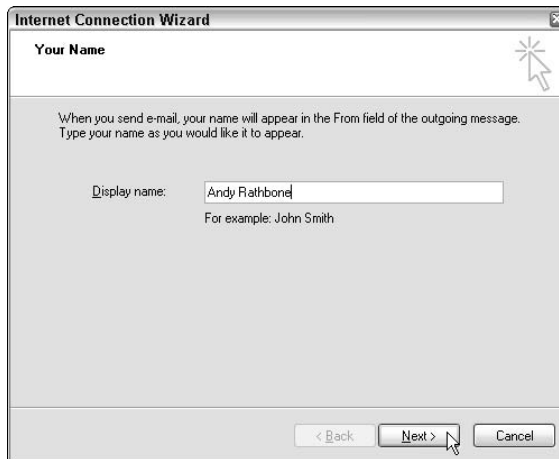 Internet Connection Wizard
Your Name
When you send e-mail, your name will appear in the From field of the outgoing message.
Type your name as you would like it to appear.
Display name: Andy Rathbone
For example: John Smith
< Back Next > Cancel